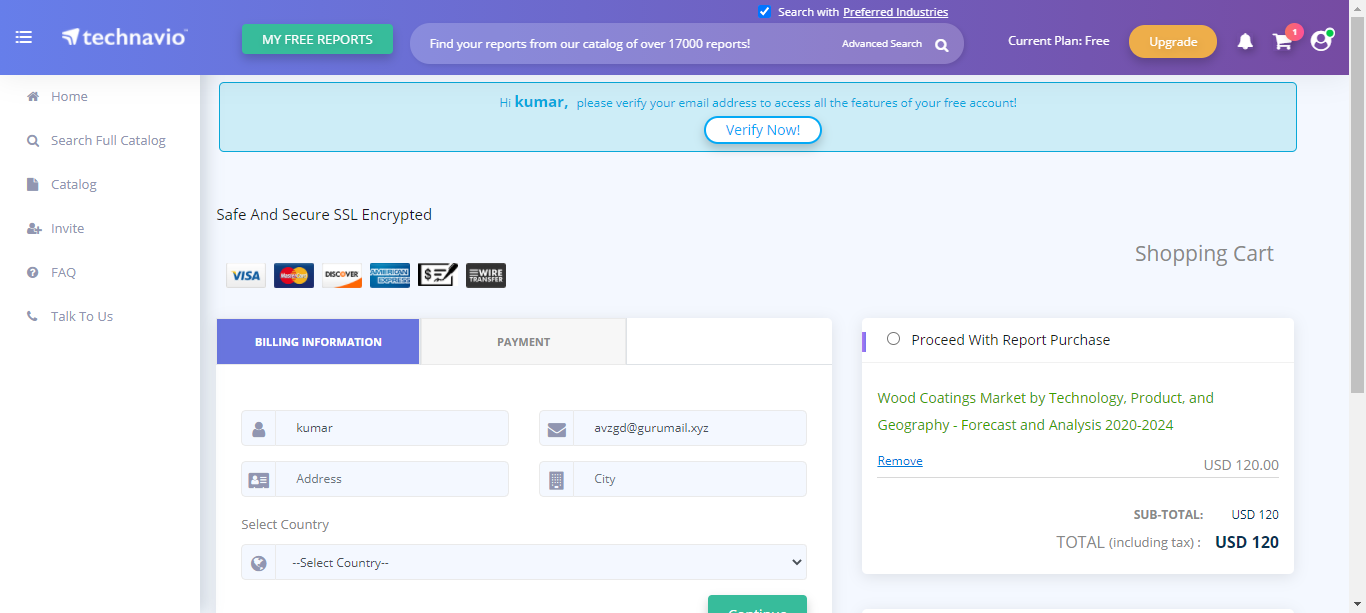 Search with Preferred Industries
technavio
MY FREE REPORTS
Find your reports from our catalog of over 17000 reports!
Advanced Search
Current Plan: Free
Upgrade
1
Home
Search Full Catalog
Catalog
Invite
FAQ
Talk To Us
Hi kumar, please verify your email address to access all the features of your free account!
Verify Now!
Safe And Secure SSL Encrypted
Shopping Cart
VISA
MasterCard
DISCOVER
AMERICAN EXPRESS
WIRE TRANSFER
BILLING INFORMATION
PAYMENT
kumar
avzgd@gurumail.xyz
Address
City
Select Country
--Select Country--
Continue
Proceed With Report Purchase
Wood Coatings Market by Technology, Product, and
Geography - Forecast and Analysis 2020-2024
Remove
USD 120.00
SUB-TOTAL: USD 120
TOTAL (including tax) : USD 120